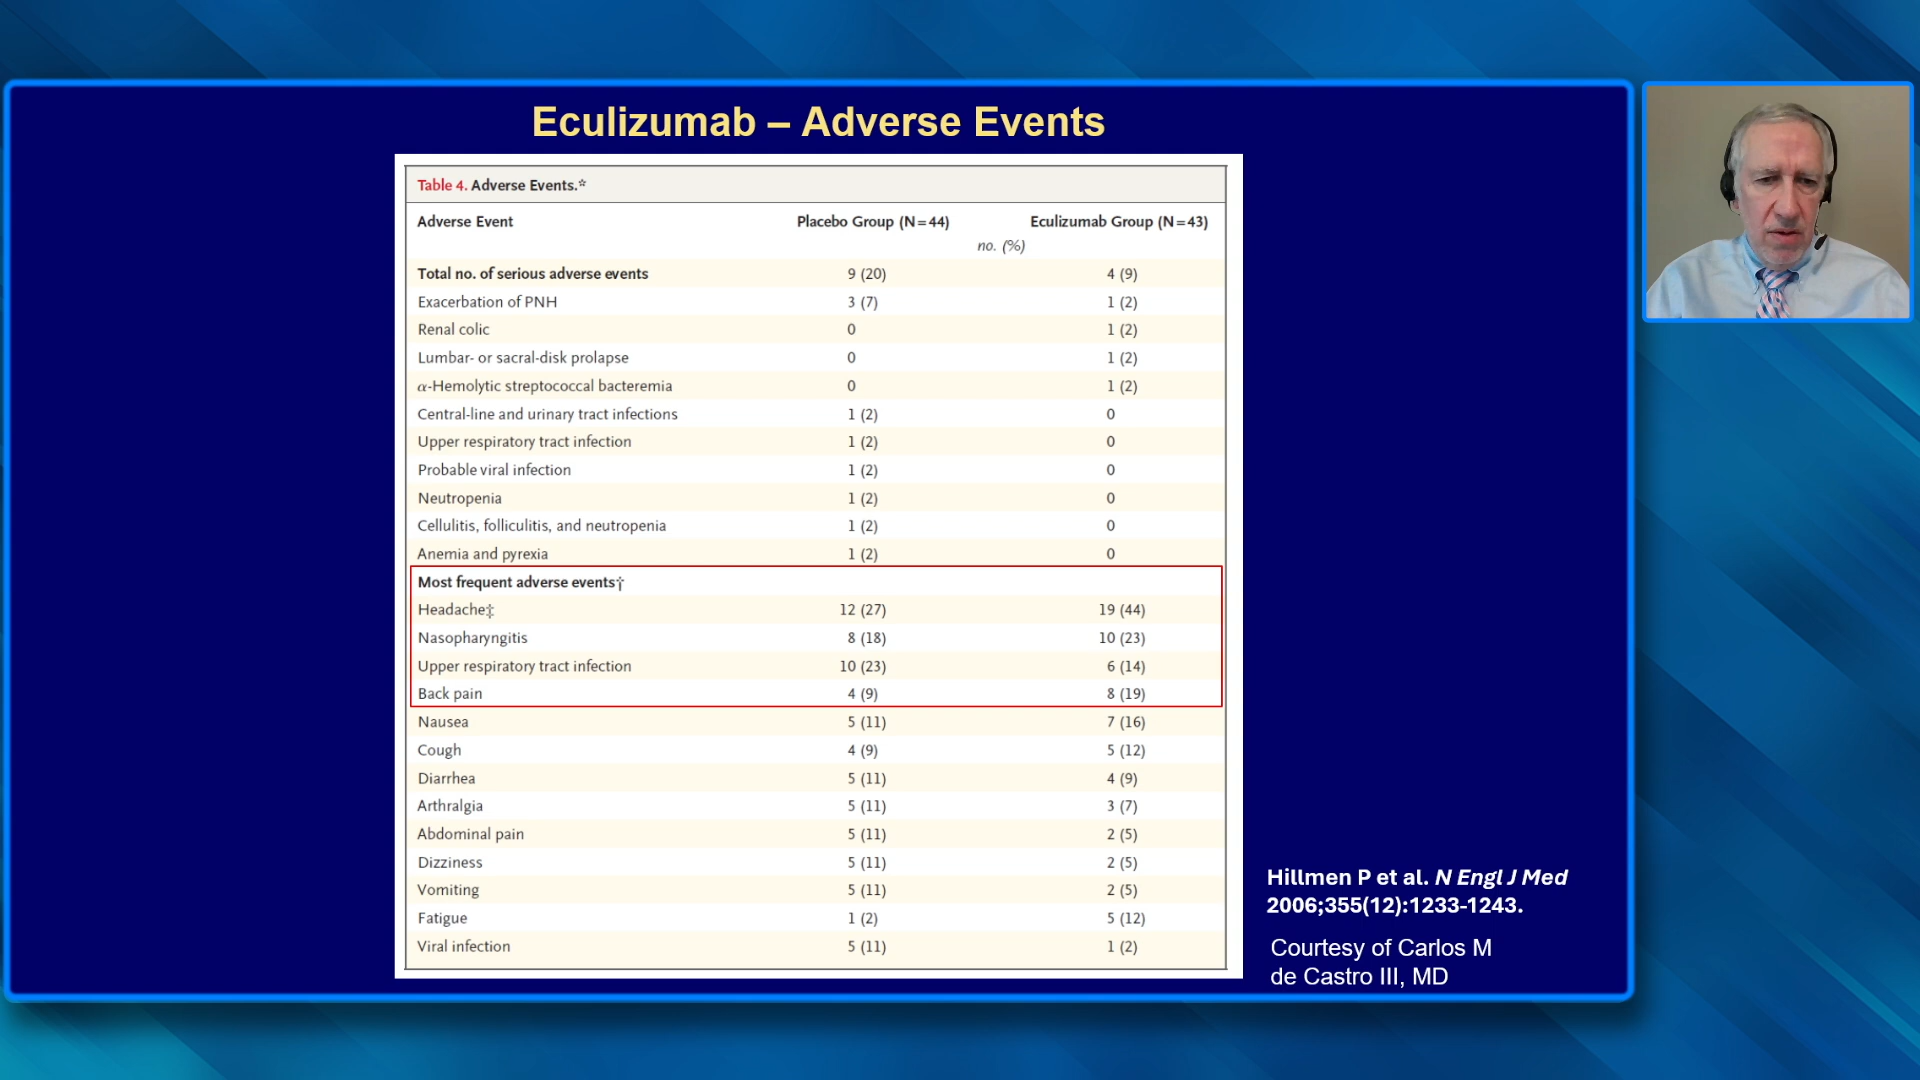 Eculizumab – Adverse Events
Table 4. Adverse Events.*
Adverse Event Placebo Group (N=44) Eculizumab Group (N=43)
no. (%)
Total no. of serious adverse events 9 (20) 4 (9)
Exacerbation of PNH 3 (7) 1 (2)
Renal colic 0 1 (2)
Lumbar- or sacral-disk prolapse 0 1 (2)
α-Hemolytic streptococcal bacteremia 0 1 (2)
Central-line and urinary tract infections 1 (2) 0
Upper respiratory tract infection 1 (2) 0
Probable viral infection 1 (2) 0
Neutropenia 1 (2) 0
Cellulitis, folliculitis, and neutropenia 1 (2) 0
Anemia and pyrexia 1 (2) 0
Most frequent adverse events†
Headache‡ 12 (27) 19 (44)
Nasopharyngitis 8 (18) 10 (23)
Upper respiratory tract infection 10 (23) 6 (14)
Back pain 4 (9) 8 (19)
Nausea 5 (11) 7 (16)
Cough 4 (9) 5 (12)
Diarrhea 5 (11) 4 (9)
Arthralgia 5 (11) 3 (7)
Abdominal pain 5 (11) 2 (5)
Dizziness 5 (11) 2 (5)
Vomiting 5 (11) 2 (5)
Fatigue 1 (2) 5 (12)
Viral infection 5 (11) 1 (2)
Hillmen P et al. N Engl J Med
2006;355(12):1233-1243.
Courtesy of Carlos M
de Castro III, MD